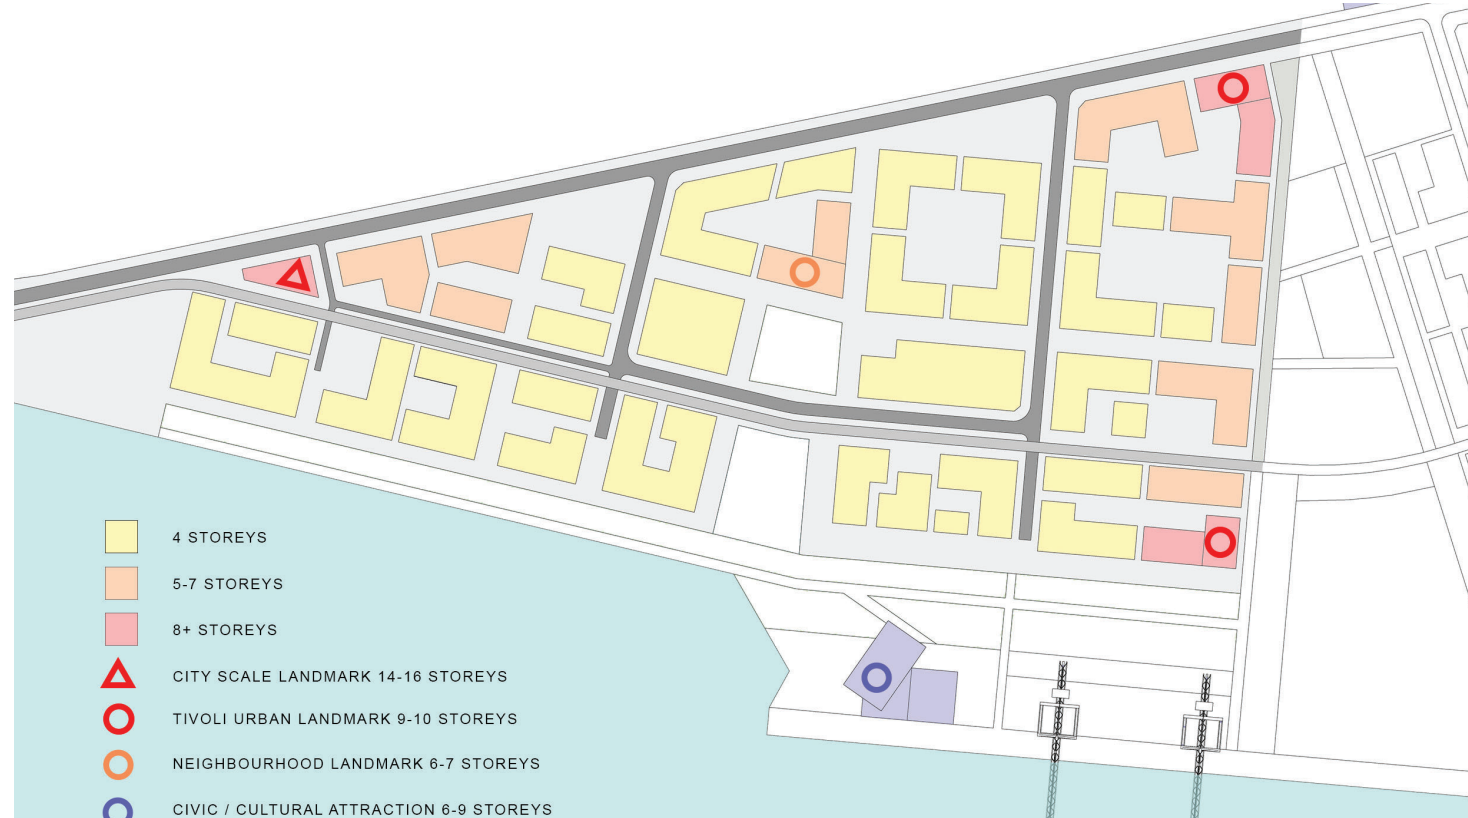 4 STOREYS
5-7 STOREYS
8+ STOREYS
CITY SCALE LANDMARK 14-16 STOREYS
TIVOLI URBAN LANDMARK 9-10 STOREYS
NEIGHBOURHOOD LANDMARK 6-7 STOREYS
CIVIC / CULTURAL ATTRACTION 6-9 STOREYS